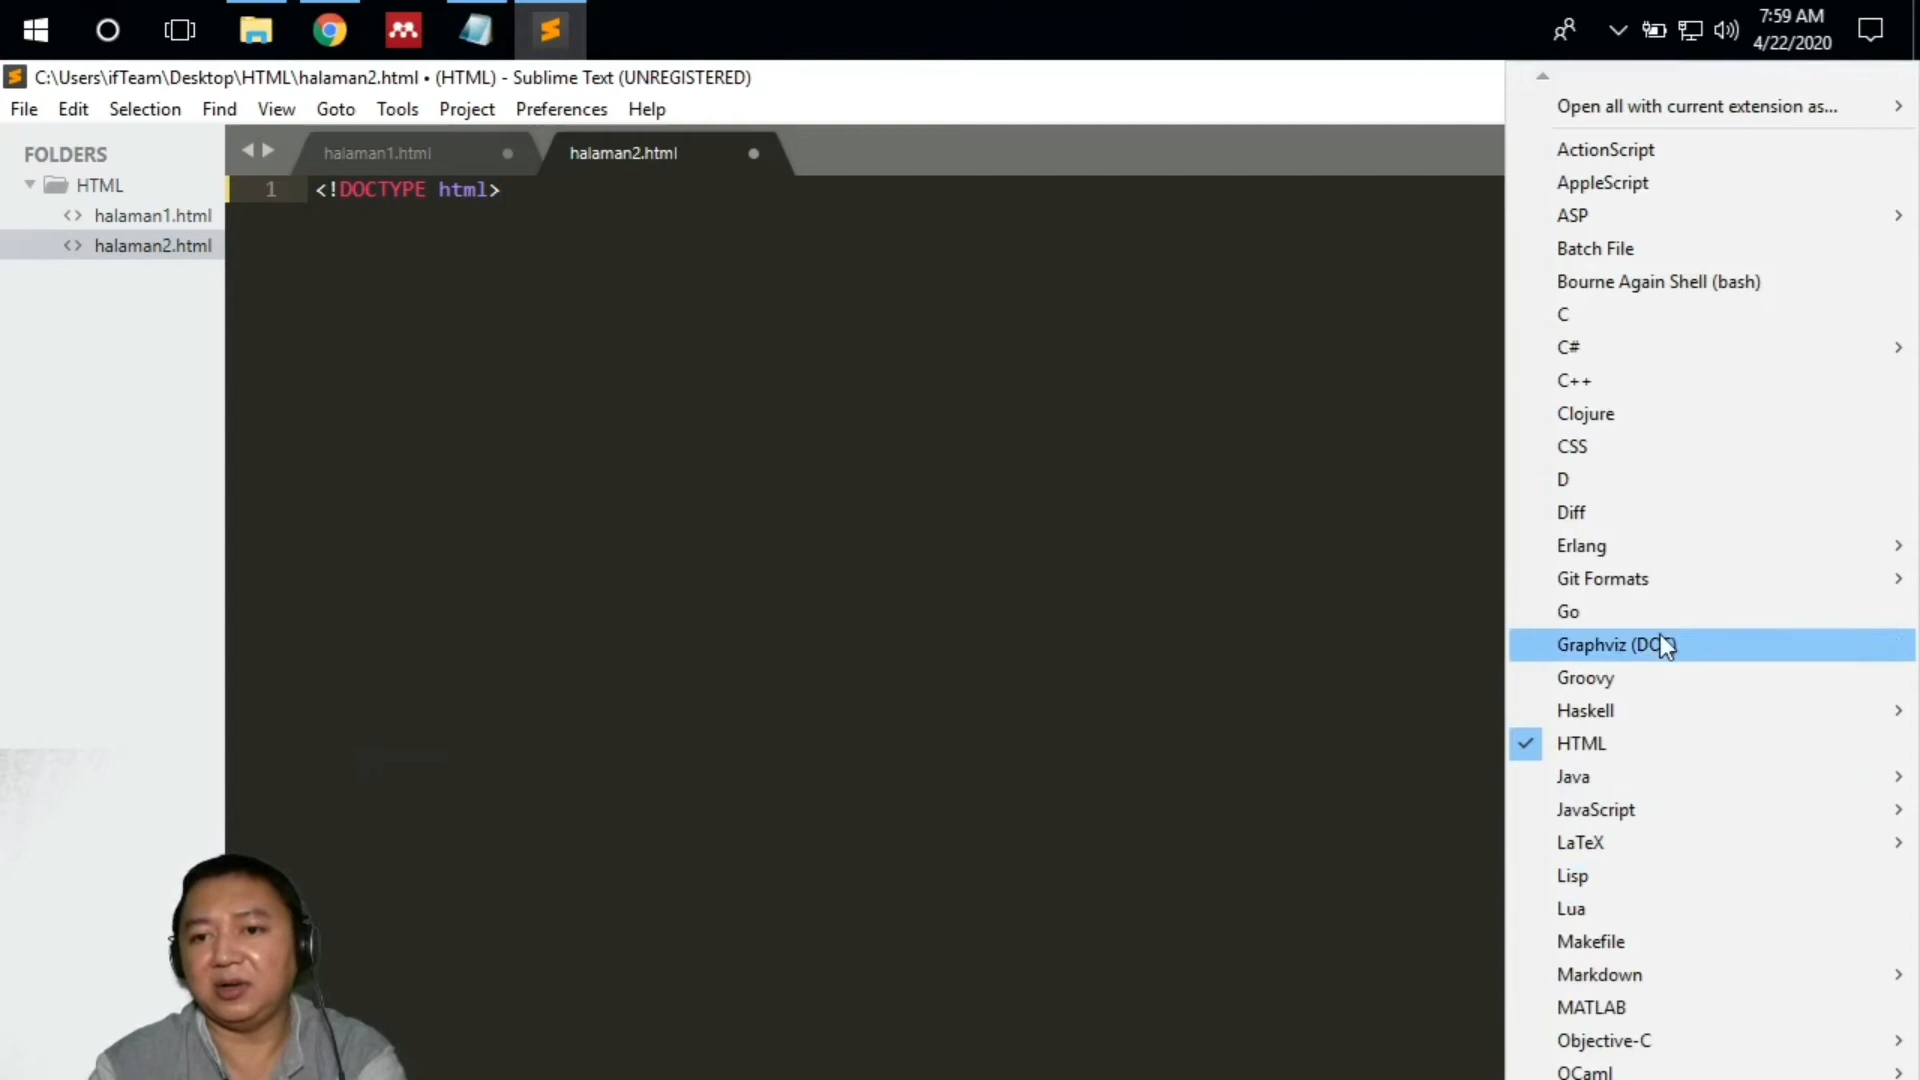 7:59 AM
4/22/2020
C:\Users\ifTeam\Desktop\HTML\halaman2.html • (HTML) - Sublime Text (UNREGISTERED)
File Edit Selection Find View Goto Tools Project Preferences Help
FOLDERS
HTML
halaman1.html
halaman2.html
halaman1.html
halaman2.html
1 <!DOCTYPE html>
Open all with current extension as...
ActionScript
AppleScript
ASP
Batch File
Bourne Again Shell (bash)
C
C#
C++
Clojure
CSS
D
Diff
Erlang
Git Formats
Go
Graphviz (DOT)
Groovy
Haskell
HTML
Java
JavaScript
LaTeX
Lisp
Lua
Makefile
Markdown
MATLAB
Objective-C
OCaml